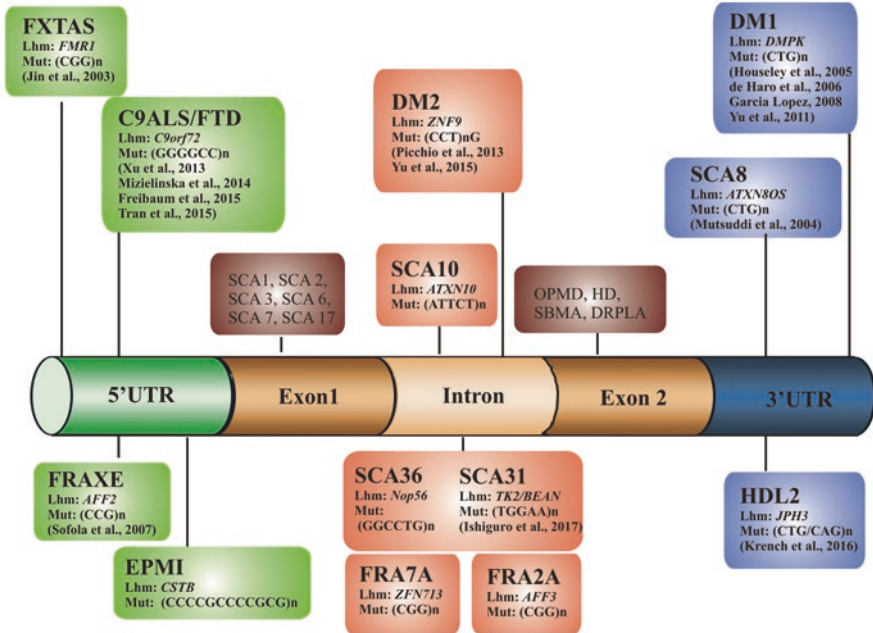 FXTAS
Lhm: FMR1
Mut: (CGG)n
(Jin et al., 2003)
C9ALS/FTD
Lhm: C9orf72
Mut: (GGGGCC)n
(Xu et al., 2013
Mizielinska et al., 2014
Freibaum et al., 2015
Tran et al., 2015)
DM2
Lhm: ZNF9
Mut: (CCT)nG
(Picchio et al., 2013
Yu et al., 2015)
DM1
Lhm: DMPK
Mut: (CTG)n
(Houseley et al., 2005
de Haro et al., 2006
Garcia Lopez, 2008
Yu et al., 2011)
SCA8
Lhm: ATXN8OS
Mut: (CTG)n
(Mutsuddi et al., 2004)
SCA1, SCA 2,
SCA 3, SCA 6,
SCA 7, SCA 17
SCA10
Lhm: ATXN10
Mut: (ATTCT)n
OPMD, HD,
SBMA, DRPLA
5'UTR
Exon1
Intron
Exon 2
3'UTR
FRAXE
Lhm: AFF2
Mut: (CCG)n
(Sofola et al., 2007)
EPMI
Lhm: CSTB
Mut: (CCCCGCCCCGCG)n
SCA36
Lhm: Nop56
Mut:
(GGCCTG)n
SCA31
Lhm: TK2/BEAN
Mut: (TGGAA)n
(Ishiguro et al., 2017)
FRA7A
Lhm: ZFN713
Mut: (CGG)n
FRA2A
Lhm: AFF3
Mut: (CGG)n
HDL2
Lhm: JPH3
Mut: (CTG/CAG)n
(Krench et al., 2016)